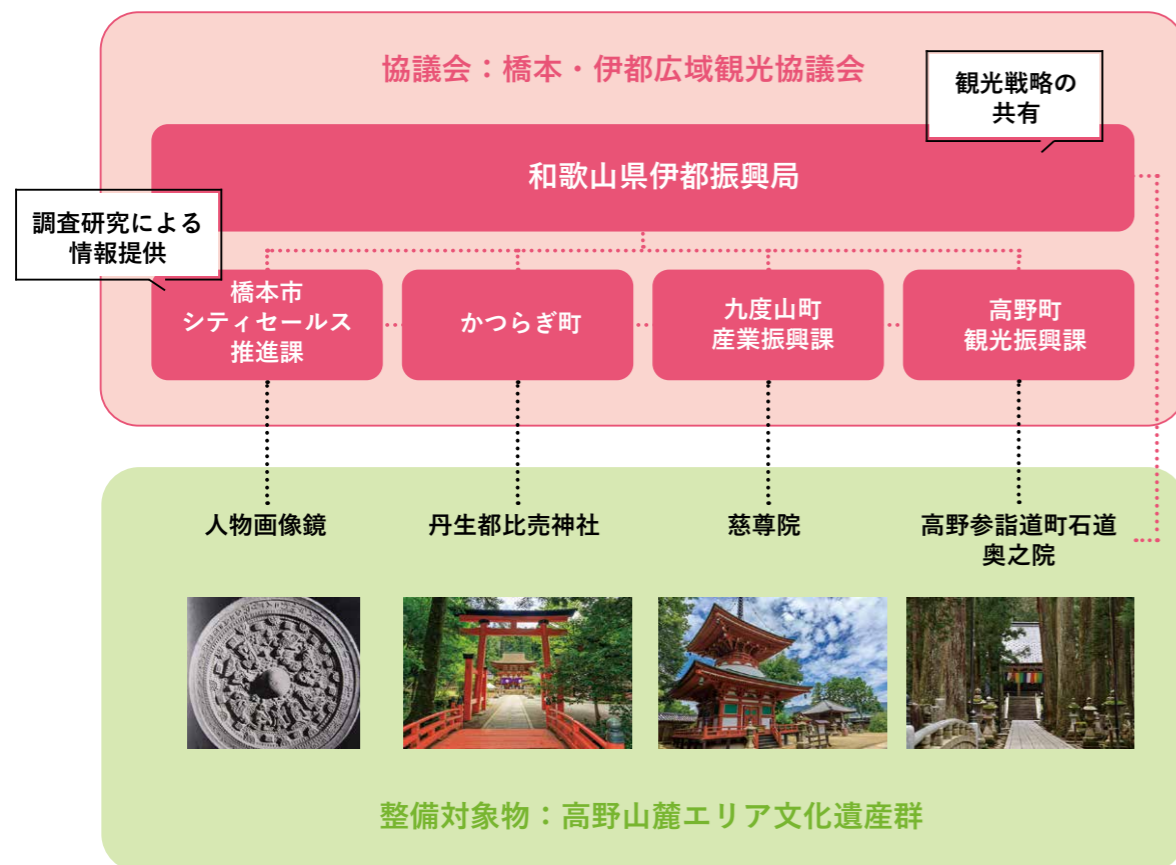 協議会：橋本・伊都広域観光協議会
観光戦略の
共有
和歌山県伊都振興局
調査研究による
情報提供
橋本市
シティセールス
推進課
かつらぎ町
九度山町
産業振興課
高野町
観光振興課
人物画像鏡
丹生都比売神社
慈尊院
高野参詣道町石道
奥之院
整備対象物：高野山麓エリア文化遺産群